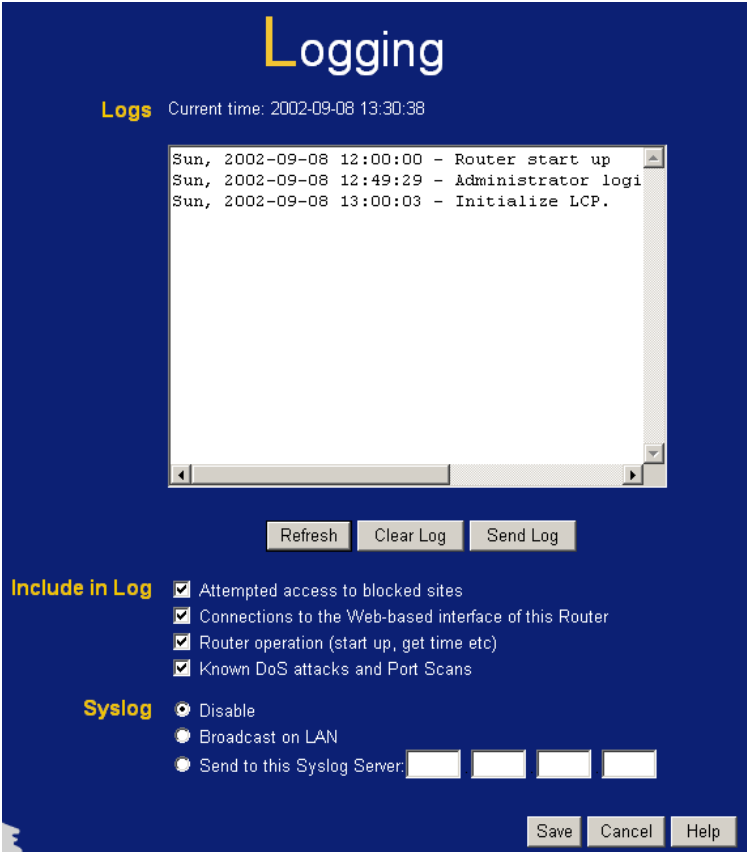 Logging
Logs Current time: 2002-09-08 13:30:38
Sun, 2002-09-08 12:00:00 - Router start up
Sun, 2002-09-08 12:49:29 - Administrator logi
Sun, 2002-09-08 13:00:03 - Initialize LCP.
Refresh Clear Log Send Log
Include in Log Attempted access to blocked sites
Connections to the Web-based interface of this Router
Router operation (start up, get time etc)
Known DoS attacks and Port Scans
Syslog Disable
Broadcast on LAN
Send to this Syslog Server: . . .
Save Cancel Help